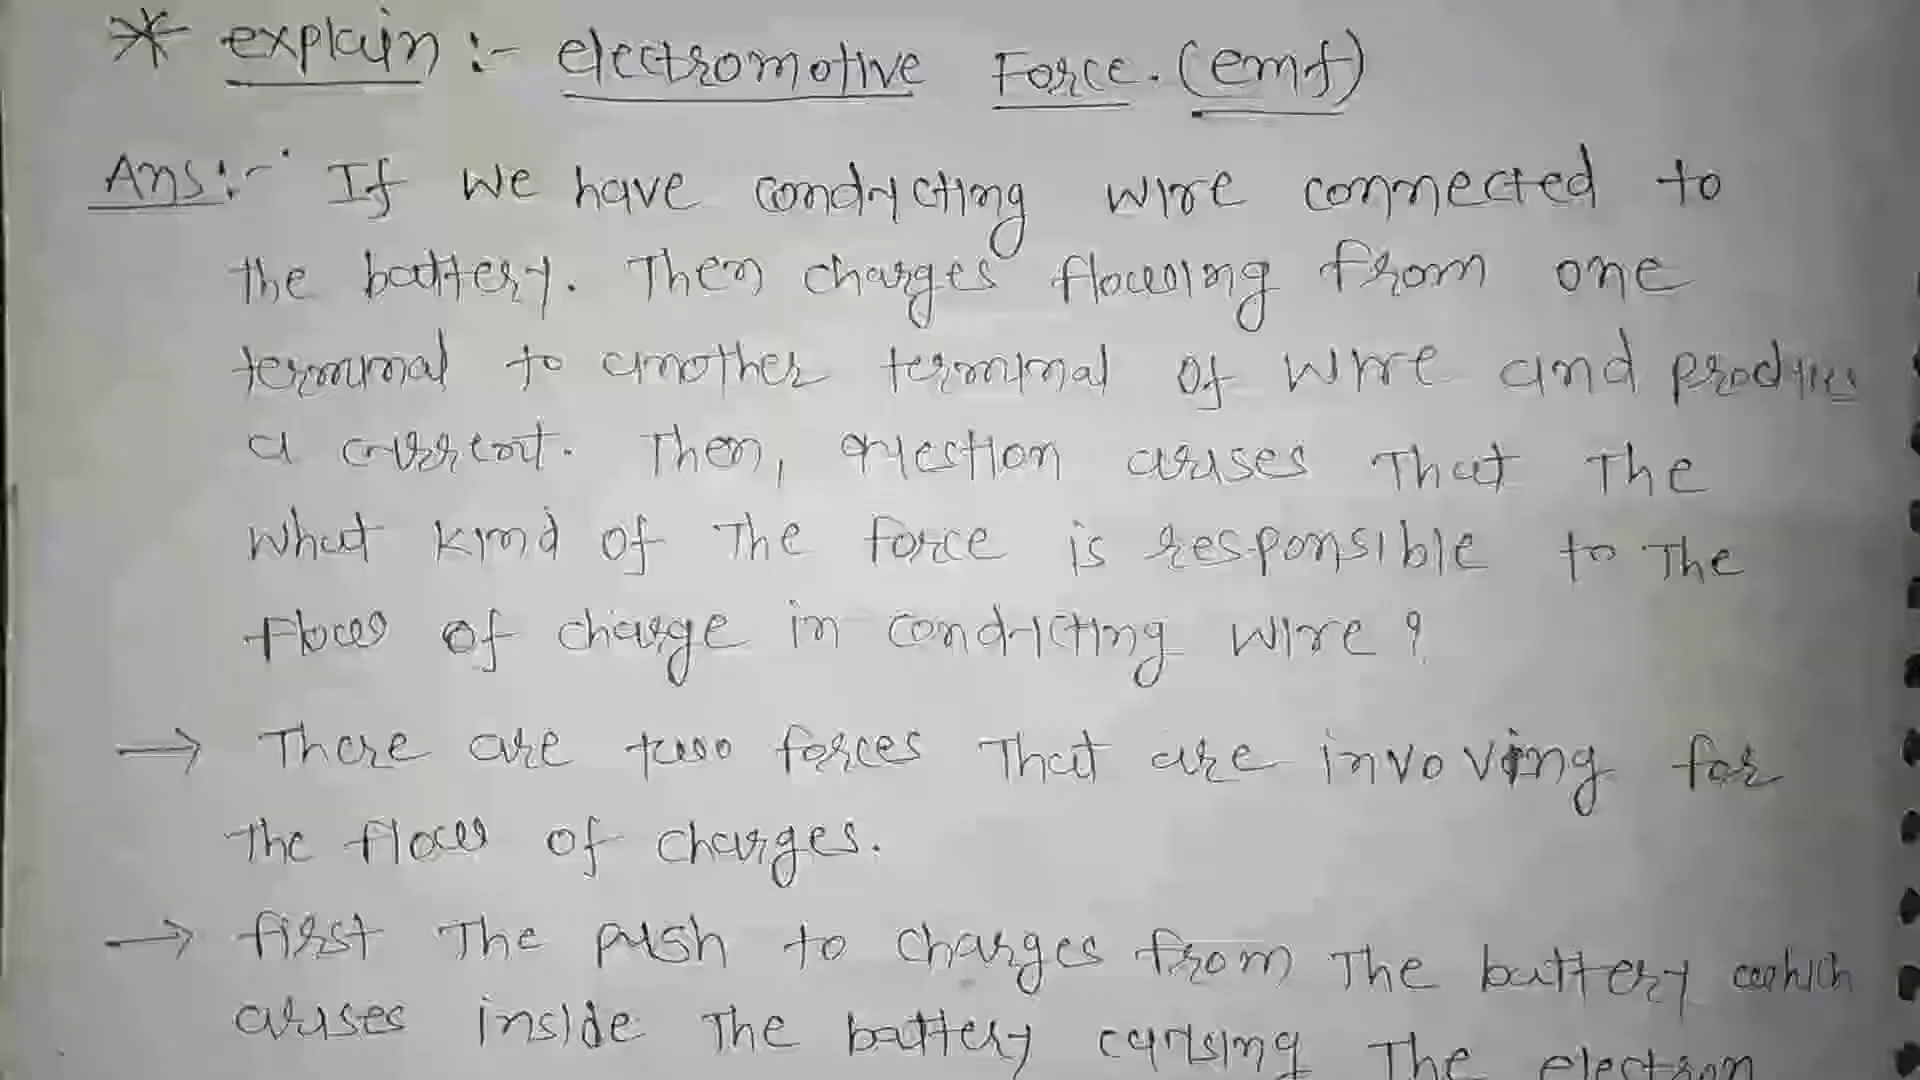 * explain :- electromotive Force. (emf)
Ans :- If we have conducting wire connected to
the battery. Then charges flowing from one
terminal to another terminal of wire and produces
a current. Then, question arises That The
what kind of The force is responsible to The
flow of charge in conducting wire ?
→ There are two forces That are invoving for
The flow of charges.
→ first The push to charges from The battery which
arises inside The battery causing The electron